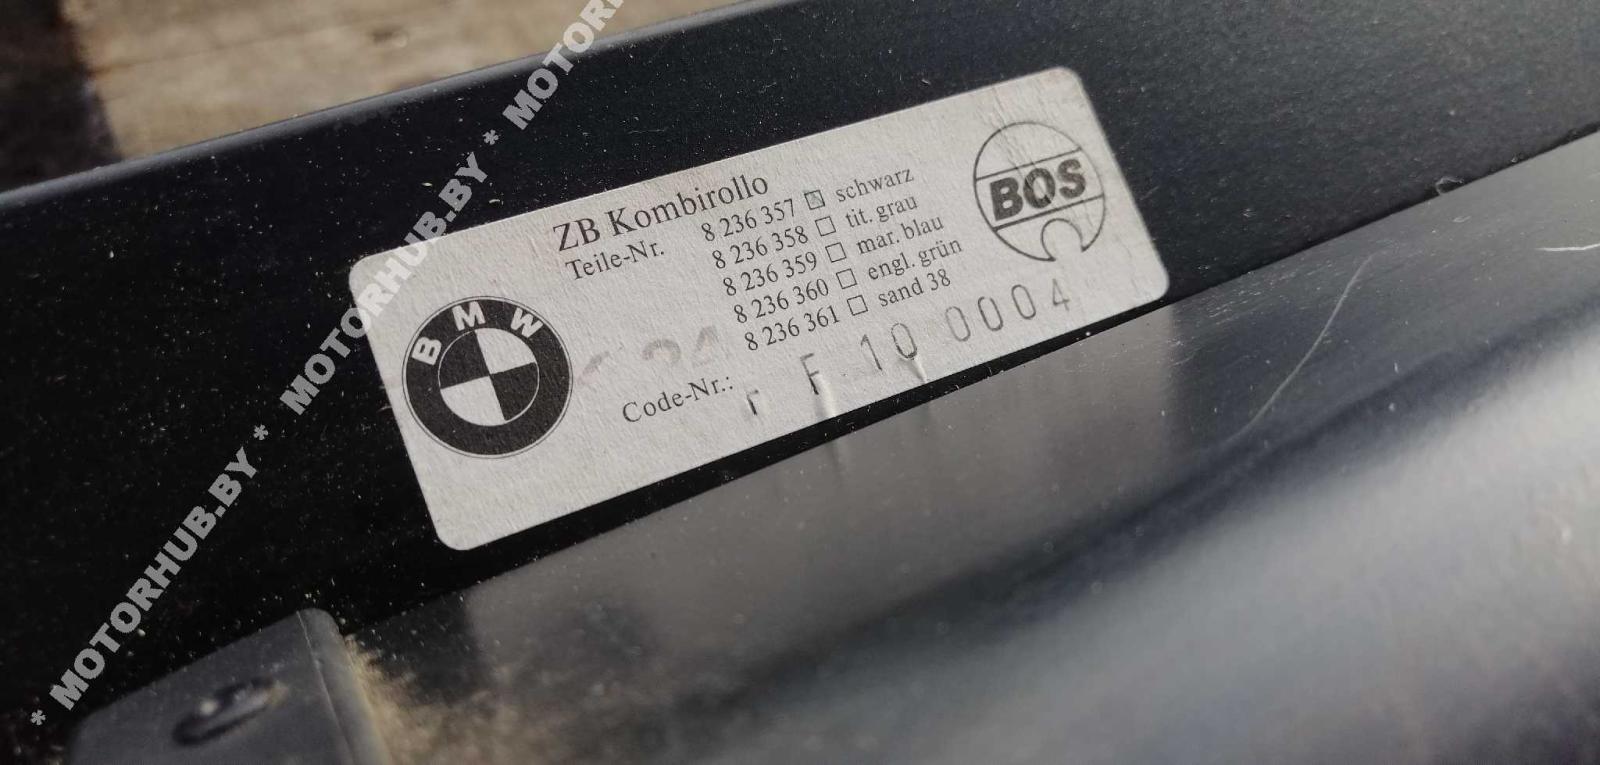 ZB Kombirollo
Teile-Nr. 8 236 357 schwarz
8 236 358 tit. grau
8 236 359 mar. blau
8 236 360 engl. grün
8 236 361 sand 38
Code-Nr.: F F 10 0004
BMW
BOS
* MOTORHUB.BY * MOTORHUB.BY * MOTORH